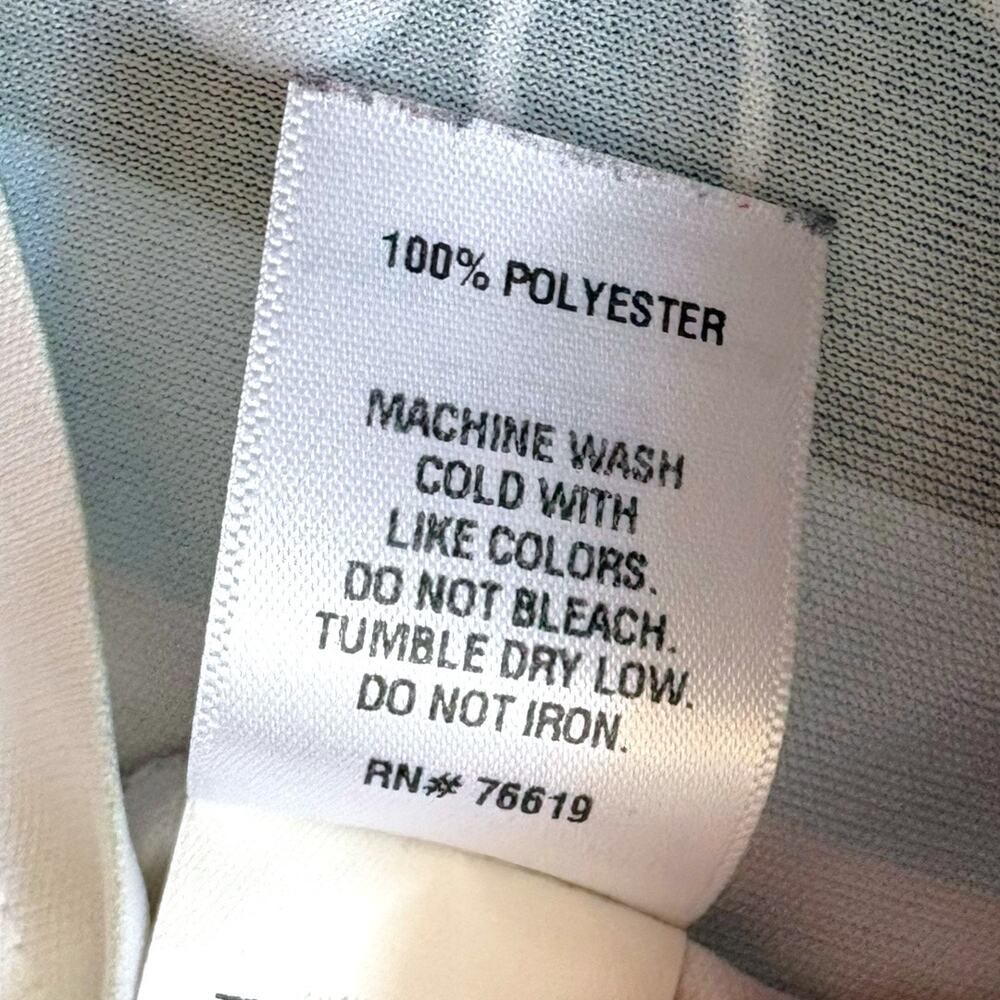 100% POLYESTER
MACHINE WASH
COLD WITH
LIKE COLORS.
DO NOT BLEACH.
TUMBLE DRY LOW.
DO NOT IRON.
RN# 76619